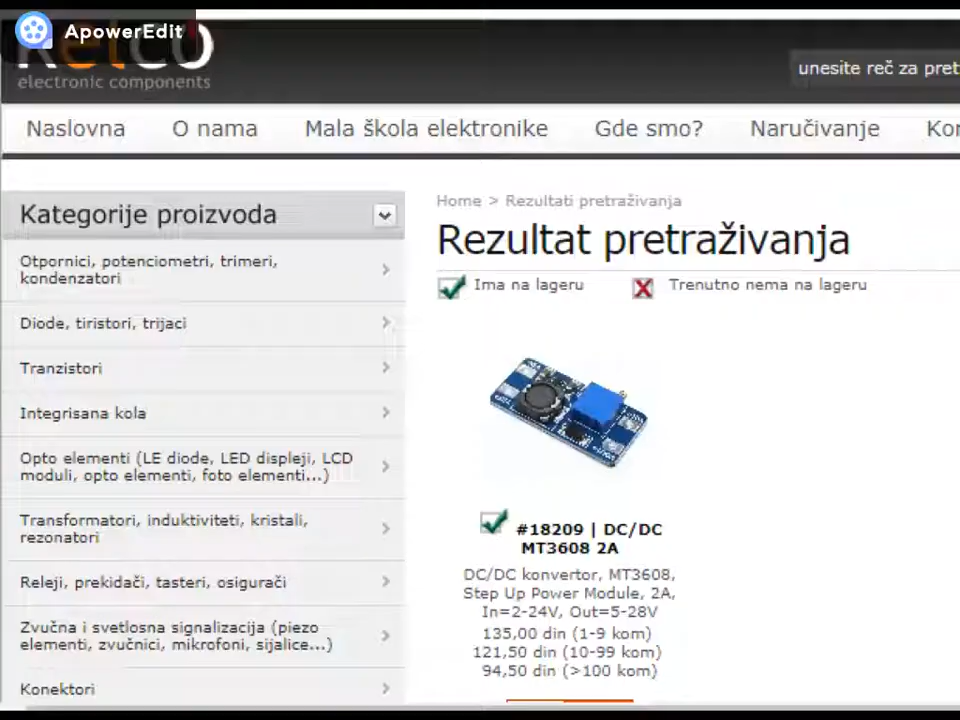 ApowerEdit
electronic components
unesite reč za pret
Naslovna
O nama
Mala škola elektronike
Gde smo?
Naručivanje
Kon
Kategorije proizvoda
Otpornici, potenciometri, trimeri,
kondenzatori
Diode, tiristori, trijaci
Tranzistori
Integrisana kola
Opto elementi (LE diode, LED displeji, LCD
moduli, opto elementi, foto elementi...)
Transformatori, induktiviteti, kristali,
rezonatori
Releji, prekidači, tasteri, osigurači
Zvučna i svetlosna signalizacija (piezo
elementi, zvučnici, mikrofoni, sijalice...)
Konektori
Home > Rezultati pretraživanja
Rezultat pretraživanja
Ima na lageru
Trenutno nema na lageru
#18209 | DC/DC
MT3608 2A
DC/DC konvertor, MT3608,
Step Up Power Module, 2A,
In=2-24V, Out=5-28V
135,00 din (1-9 kom)
121,50 din (10-99 kom)
94,50 din (>100 kom)